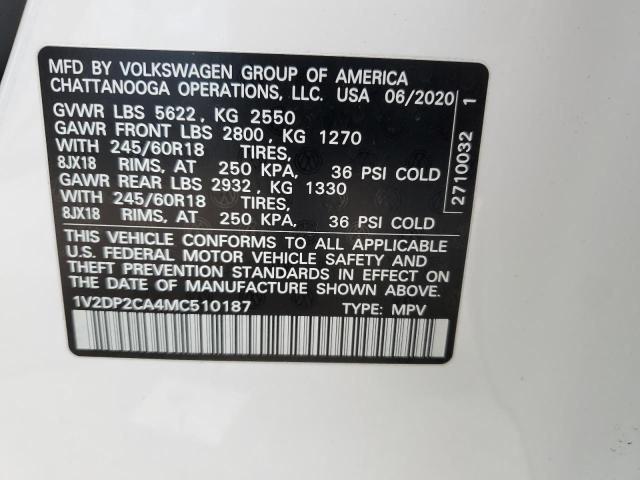 MFD BY VOLKSWAGEN GROUP OF AMERICA
CHATTANOOGA OPERATIONS, LLC. USA 06/2020
GVWR LBS 5622, KG 2550
GAWR FRONT LBS 2800, KG 1270
WITH 245/60R18 TIRES,
8JX18 RIMS, AT 250 KPA, 36 PSI COLD
GAWR REAR LBS 2932, KG 1330
WITH 245/60R18 TIRES,
8JX18 RIMS, AT 250 KPA, 36 PSI COLD
THIS VEHICLE CONFORMS TO ALL APPLICABLE
U.S. FEDERAL MOTOR VEHICLE SAFETY AND
THEFT PREVENTION STANDARDS IN EFFECT ON
THE DATE OF MANUFACTURE SHOWN ABOVE.
1V2DP2CA4MC510187 TYPE: MPV
2710032 1